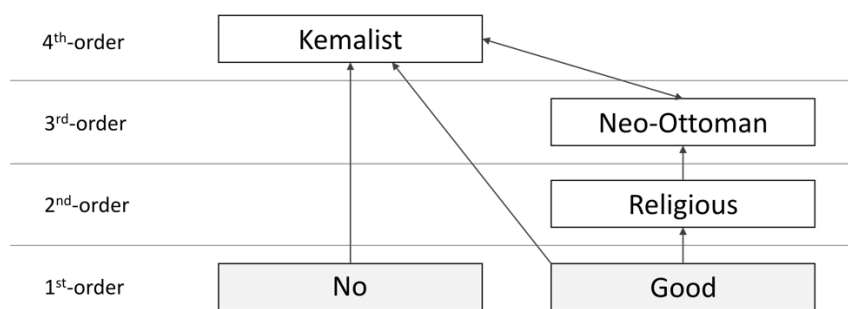 4th-order
Kemalist
3rd-order
Neo-Ottoman
2nd-order
Religious
1st-order
No
Good